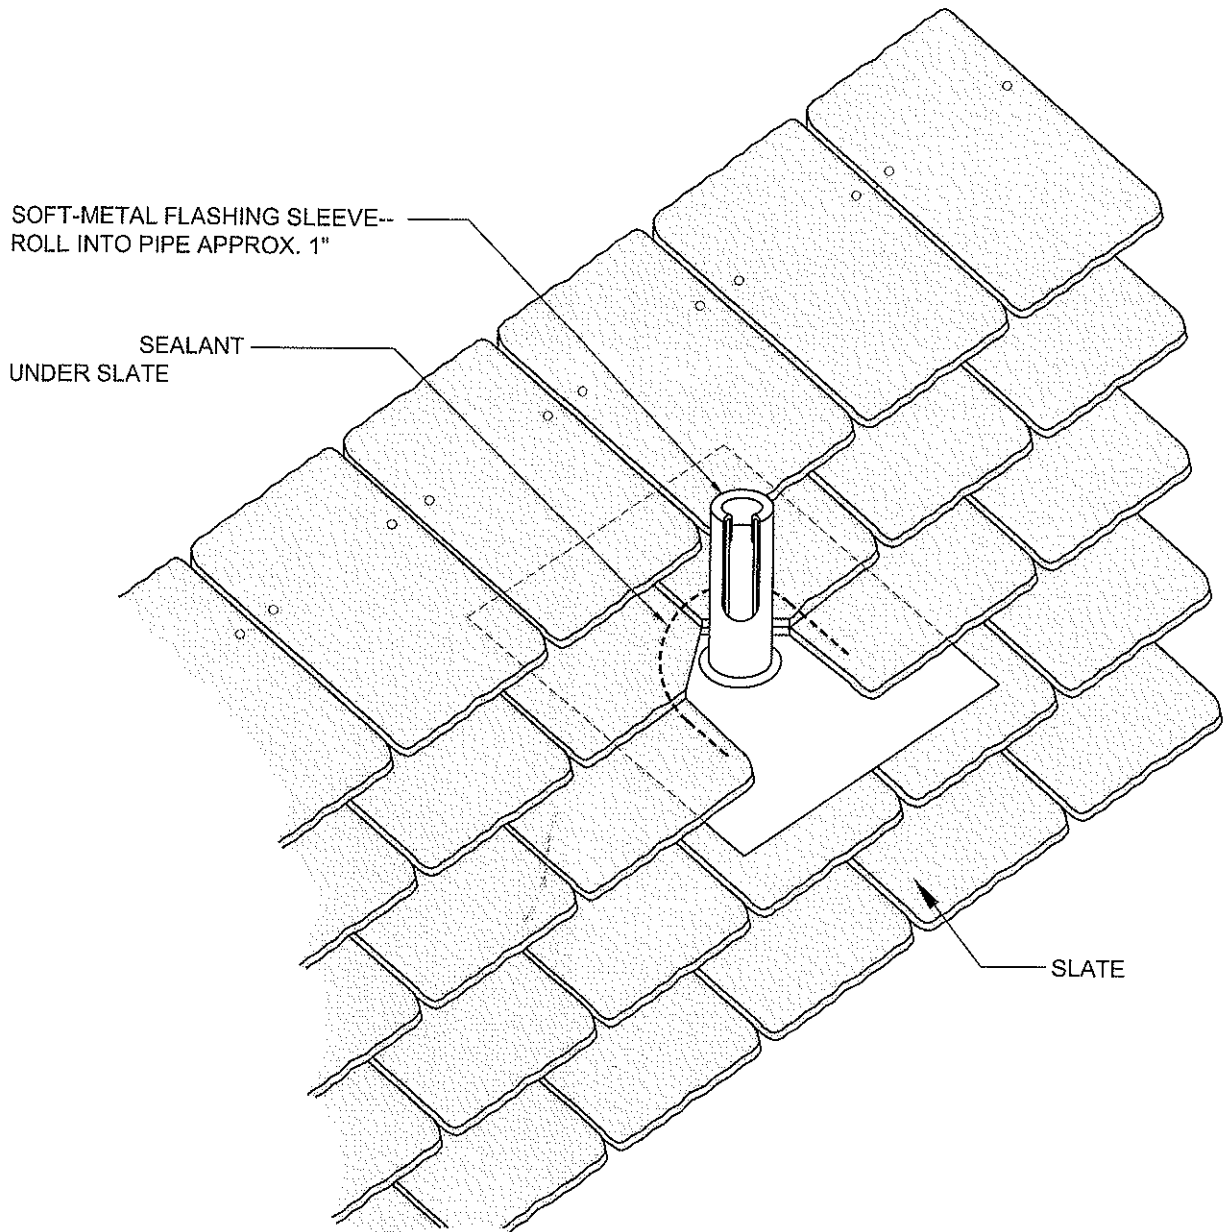 SOFT-METAL FLASHING SLEEVE--
ROLL INTO PIPE APPROX. 1"
SEALANT
UNDER SLATE
SLATE